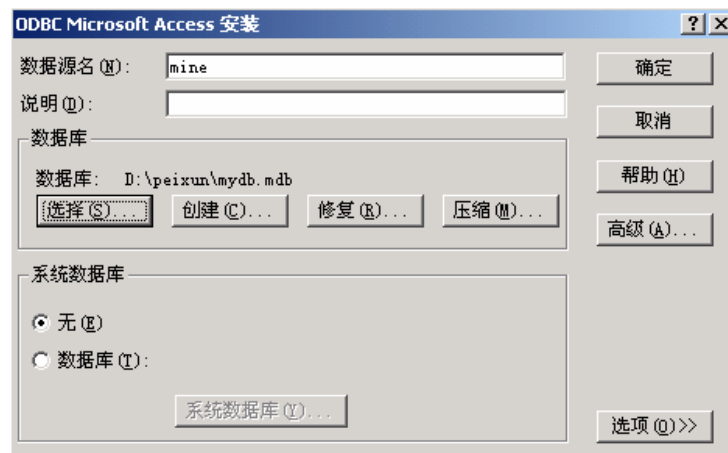 ODBC Microsoft Access 安装
数据源名(N): mine 确定
说明(D):
取消
数据库
数据库: D:\peixun\mydb.mdb 帮助(H)
选择(S)... 创建(C)... 修复(R)... 压缩(M)...
高级(A)...
系统数据库
无(E)
数据库(T):
系统数据库(Y)...
选项(O)>>